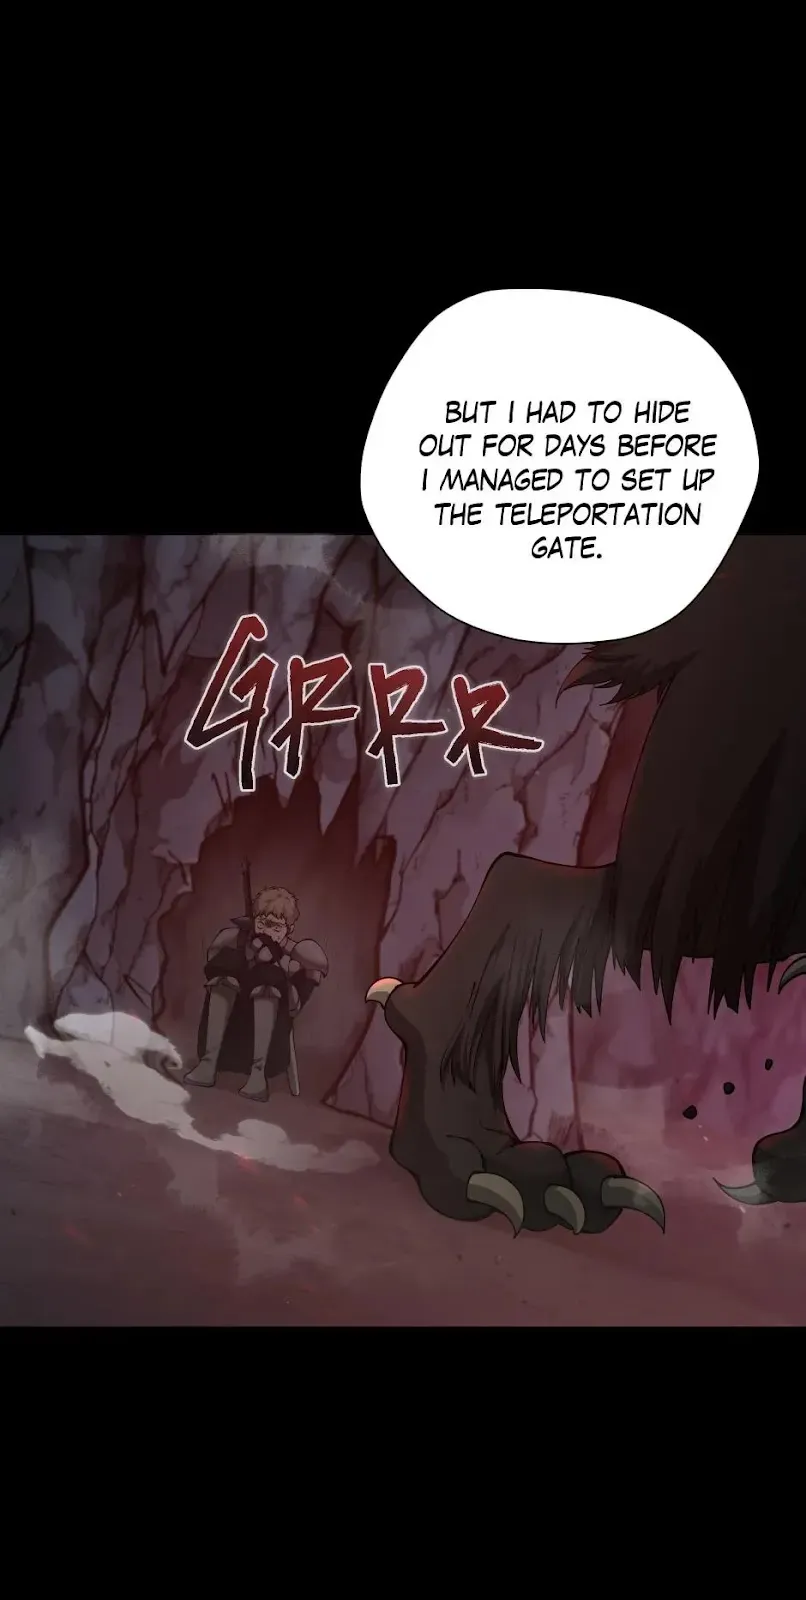 BUT I HAD TO HIDE
OUT FOR DAYS BEFORE
I MANAGED TO SET UP
THE TELEPORTATION
GATE.
GRRR